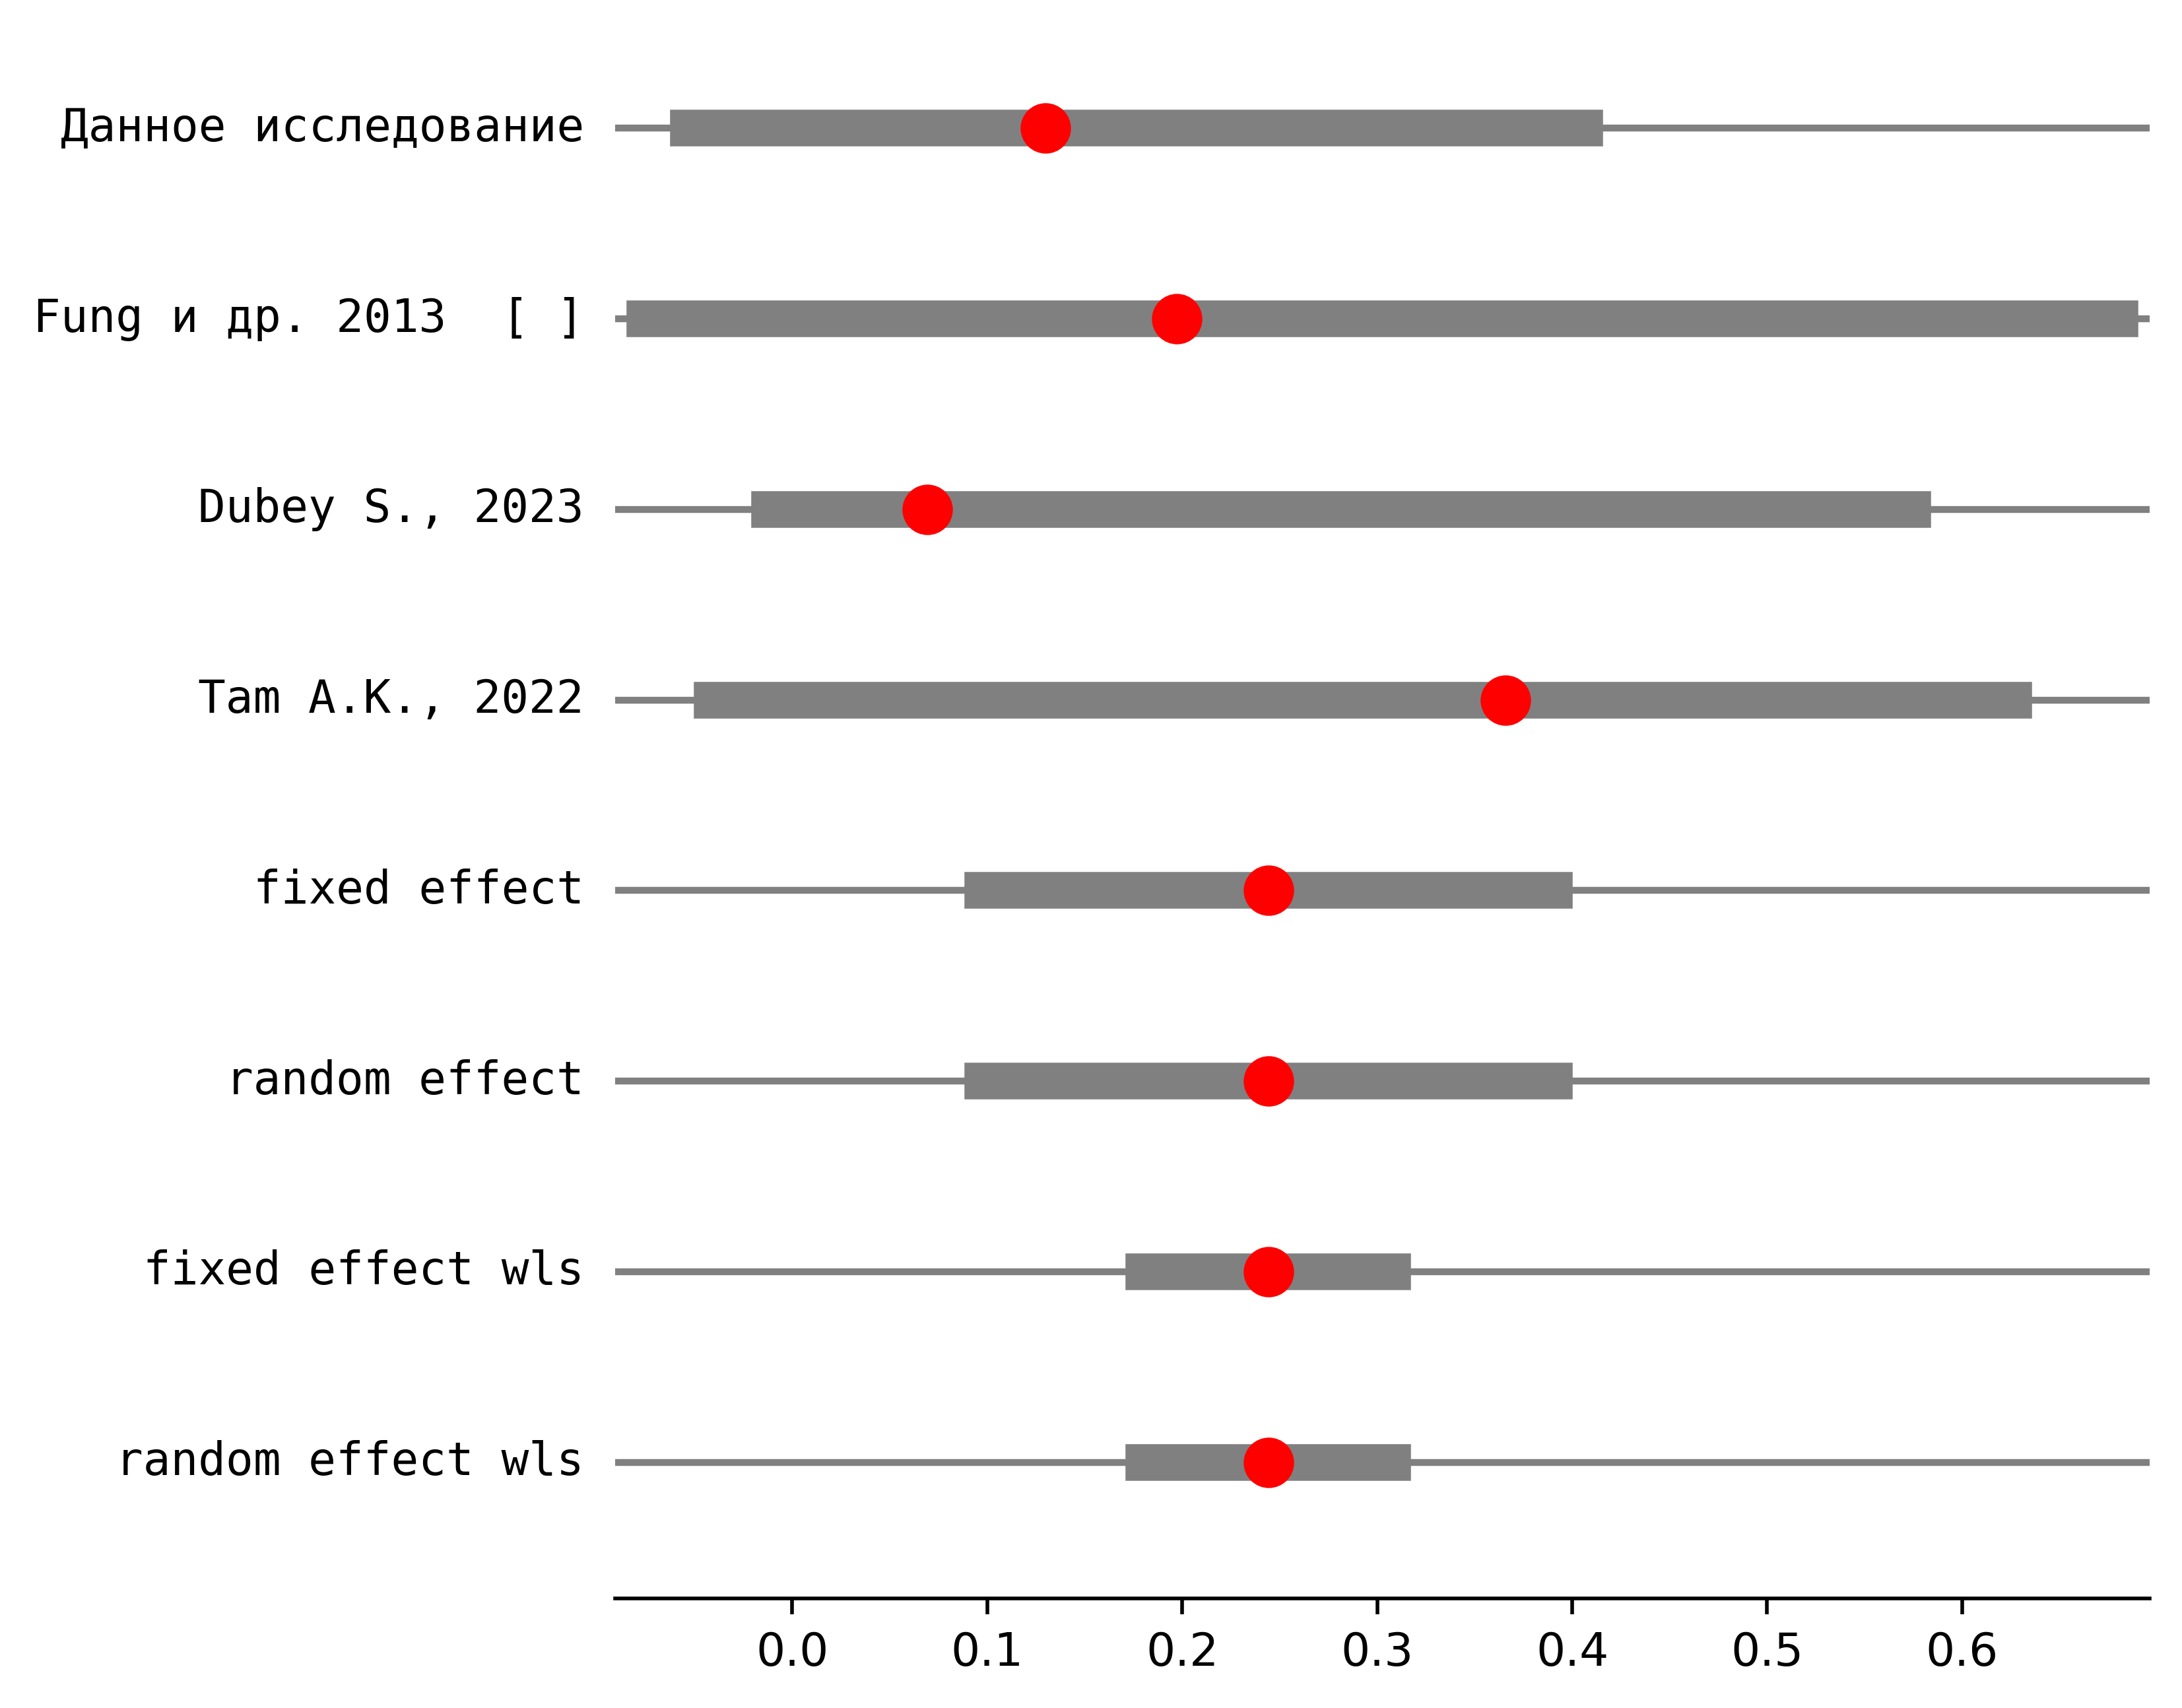 Данное исследование
Fung и др. 2013  [ ]
Dubey S., 2023
Tam A.K., 2022
fixed effect
random effect
fixed effect wls
random effect wls
0.0 0.1 0.2 0.3 0.4 0.5 0.6